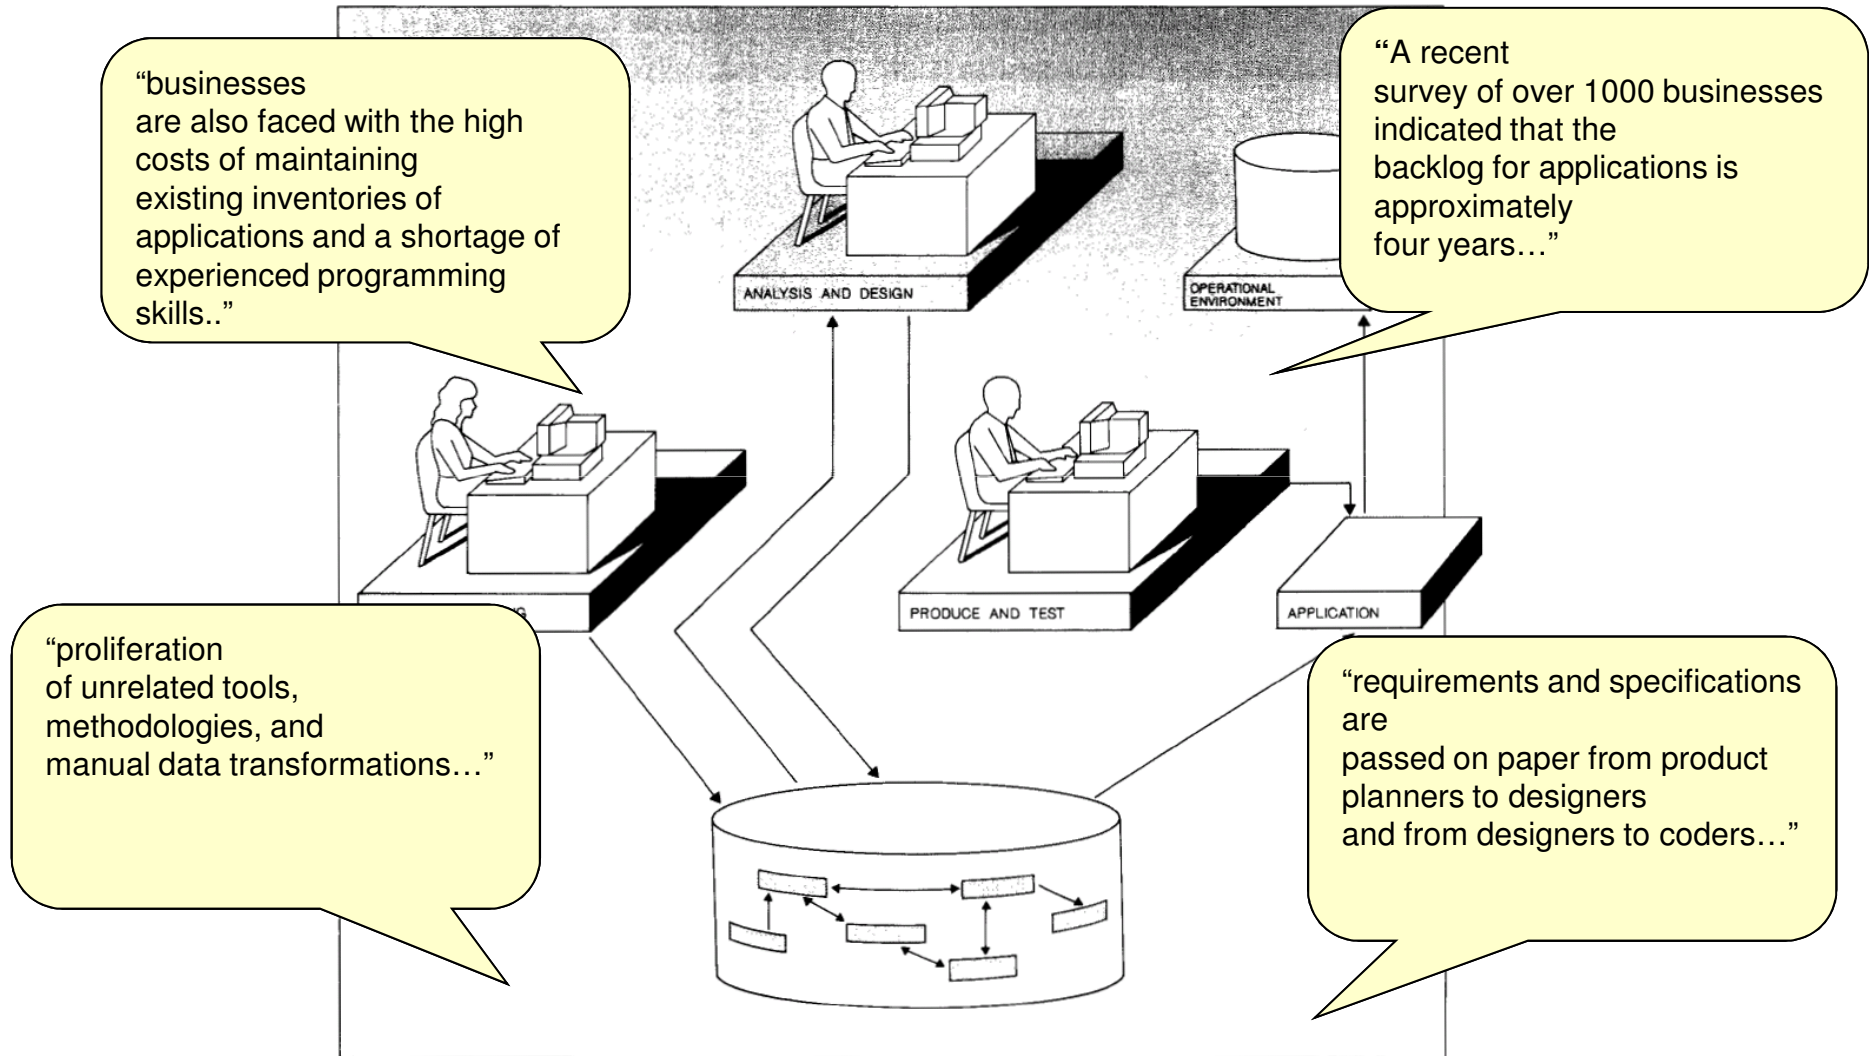 “businesses
are also faced with the high
costs of maintaining
existing inventories of
applications and a shortage of
experienced programming
skills..”
“A recent
survey of over 1000 businesses
indicated that the
backlog for applications is
approximately
four years…”
ANALYSIS AND DESIGN
OPERATIONAL
ENVIRONMENT
PRODUCE AND TEST
APPLICATION
“proliferation
of unrelated tools,
methodologies, and
manual data transformations…”
“requirements and specifications
are
passed on paper from product
planners to designers
and from designers to coders…”